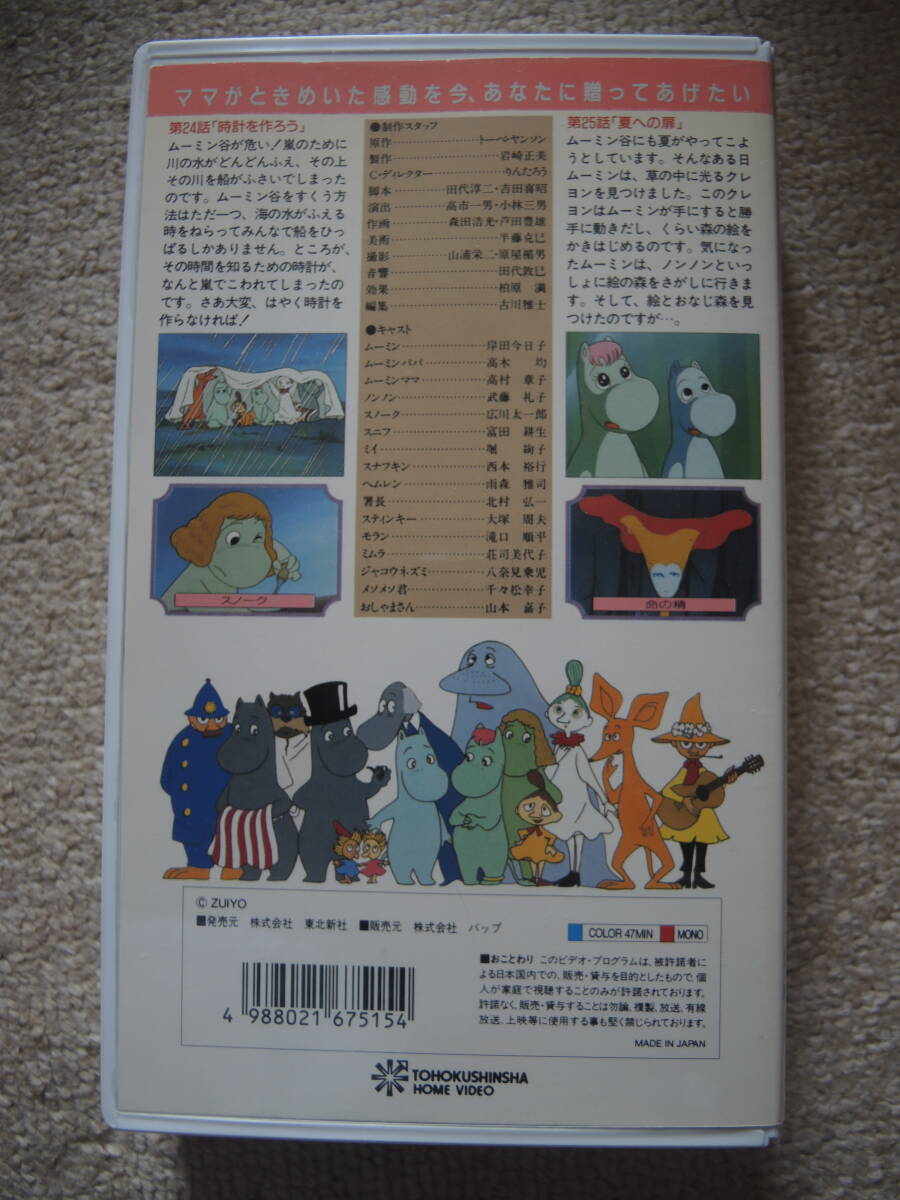 ママがときめいた感動を今、あなたに贈ってあげたい
第24話「時計を作ろう」
ムーミン谷が危い!嵐のために
川の水がどんどんふえ、その上
その川を船がふさいでしまった
のです。ムーミン谷をすくう方
方法はただ一つ、海の水がふえる
時をねらってみんなで船をひっ
ぱるしかありません。ところが、
その時間を知るための時計が、
なんと嵐でこわれてしまったの
です。さあ大変、はやく時計を
作らなければ!
スノーク
●制作スタッフ
原作 トーベ・ヤンソン
製作 岩崎正美
C・ディレクター りんたろう
脚本 田代淳二・吉田喜昭
演出 高市一男・小林三男
作画 森田浩光・芦田豊雄
美術 半藤克巳
撮影 山浦栄二・原屋楯男
音響 田代敦巳
効果 柏原 満
編集 古川雅士
●キャスト
ムーミン 岸田今日子
ムーミンパパ 高木 均
ムーミンママ 高村 章子
ノンノン 武藤 礼子
スノーク 広川太一郎
スニフ 富田 耕生
ミイ 堀 絢子
スナフキン 西本 裕行
ヘムレン 雨森 雅司
署長 北村 弘一
スティンキー 大塚 周夫
モラン 滝口 順平
ミムラ 荘司美代子
ジャコウネズミ 八奈見乗児
メソメソ君 千々松幸子
おしゃまさん 山本 嘉子
第25話「夏への扉」
ムーミン谷にも夏がやってこよ
うとしています。そんなある日
ムーミンは、草の中に光るクレ
ヨンを見つけました。このクレ
ヨンはムーミンが手にすると勝
手に動きだし、くらい森の絵を
かきはじめるのです。気になっ
たムーミンは、ノンノンといっ
しょに絵の森をさがしに行きま
す。そして、絵とおなじ森を見
つけたのですが…。
命の精
© ZUIYO
■発売元 株式会社 東北新社 ■販売元 株式会社 バップ
COLOR 47MIN MONO
■おことわり このビデオ・プログラムは、被許諾者に
よる日本国内での、販売・貸与を目的としたもので、個
人が家庭で視聴することのみが許諾されております。
許諾なく、販売・貸与することは勿論、複製、放送、有線
放送、上映等に使用する事も堅く禁じられております。
4 988021 675154
MADE IN JAPAN
TOHOKUSHINSHA
HOME VIDEO